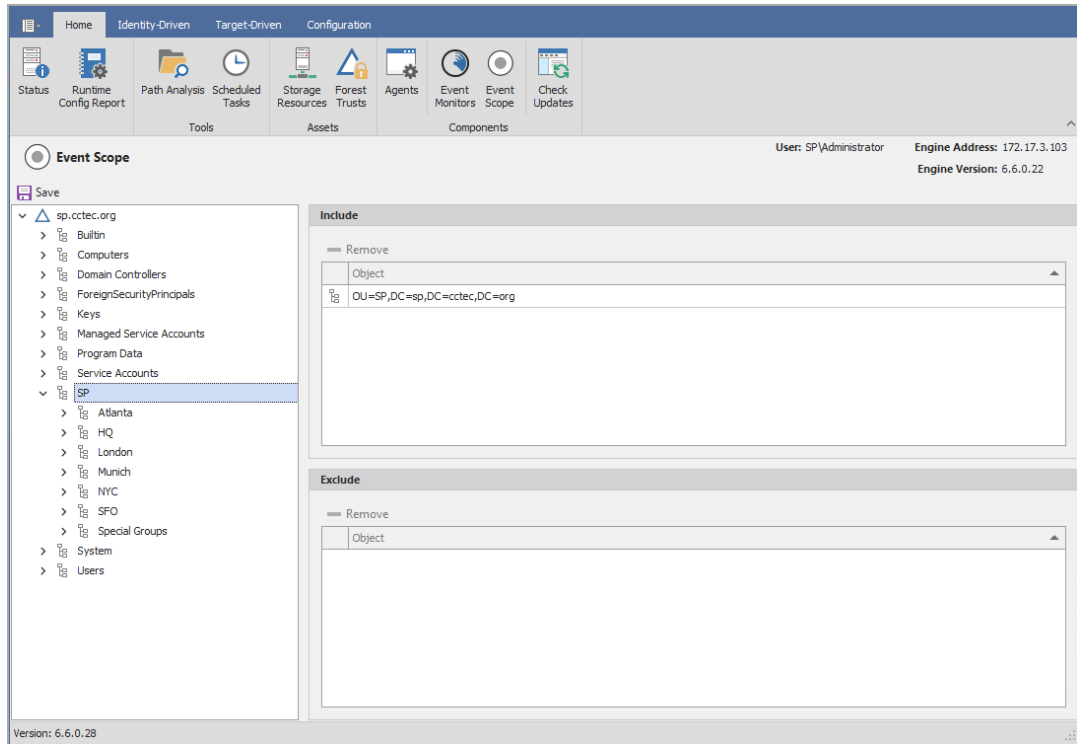 Home Identity-Driven Target-Driven Configuration
Status
Runtime
Config Report
Path Analysis
Scheduled
Tasks
Storage
Resources
Forest
Trusts
Agents
Event
Monitors
Event
Scope
Check
Updates
Tools Assets Components
Event Scope
User: SP\Administrator
Engine Address: 172.17.3.103
Engine Version: 6.6.0.22
Save
sp.cctec.org
Builtin
Computers
Domain Controllers
ForeignSecurityPrincipals
Keys
Managed Service Accounts
Program Data
Service Accounts
SP
Atlanta
HQ
London
Munich
NYC
SFO
Special Groups
System
Users
Include
Remove
Object
OU=SP,DC=sp,DC=cctec,DC=org
Exclude
Remove
Object
Version: 6.6.0.28